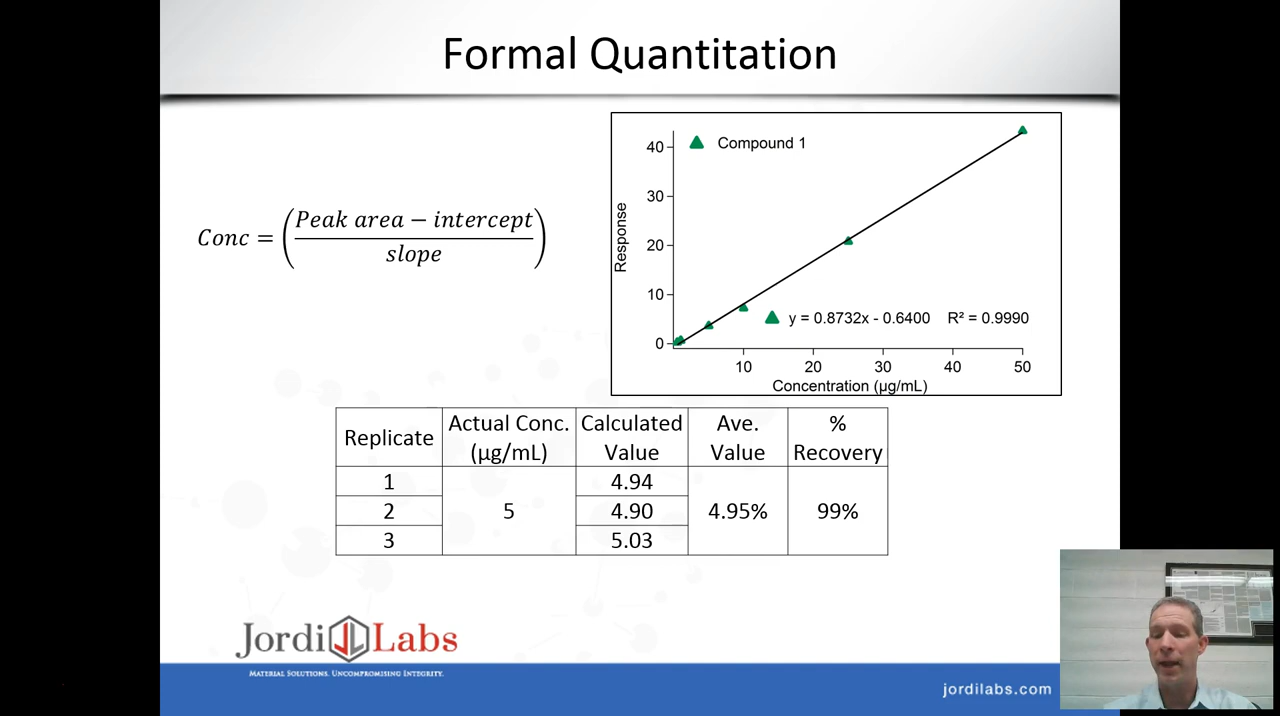 Formal Quantitation
Conc = (Peak area − intercept
slope)
Compound 1
40
30
20
10
0
Response
y = 0.8732x - 0.6400 R² = 0.9990
10 20 30 40 50
Concentration (µg/mL)
Replicate
Actual Conc.
(µg/mL)
Calculated
Value
Ave.
Value
%
Recovery
1
2
3
5
4.94
4.90
5.03
4.95%
99%
Jordi JL Labs
MATERIAL SOLUTIONS. UNCOMPROMISING INTEGRITY.
jordilabs.com